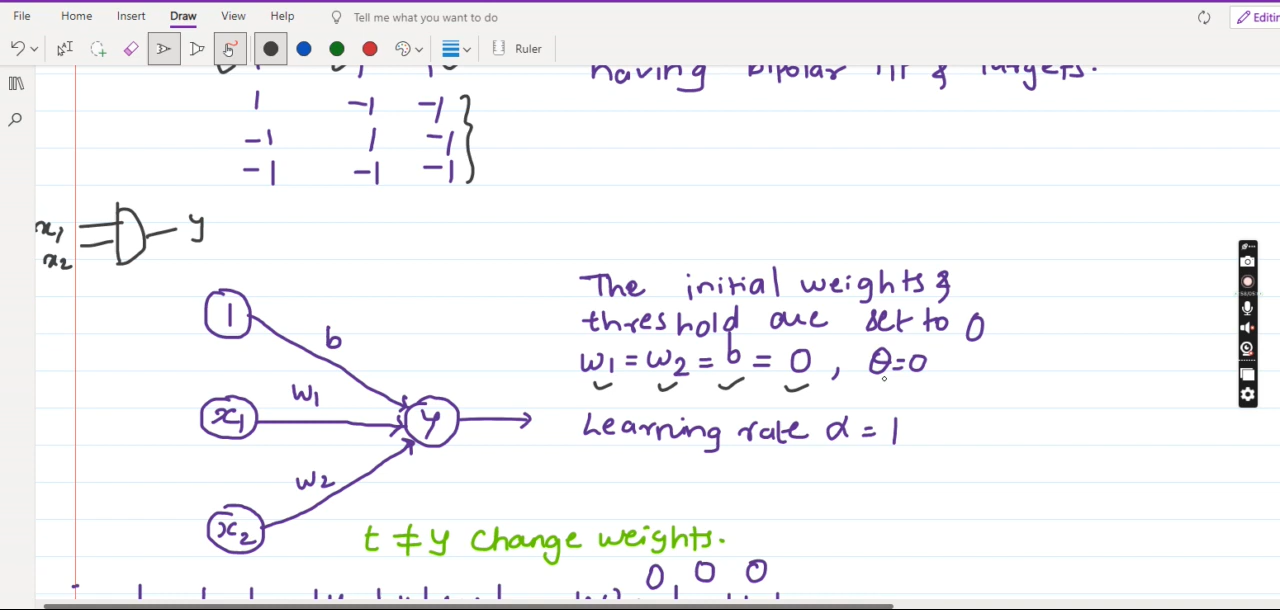 File Home Insert Draw View Help Tell me what you want to do Editin
Ruler
having bipolar i/p & targets.
1 -1 -1
-1 1 -1
-1 -1 -1
x1
x2
y
The initial weights &
threshold are set to 0
w1 = w2 = b = 0, θ=0
Learning rate α = 1
1
b
x1
w1
y
w2
x2
t ≠ y change weights.
0, 0 0